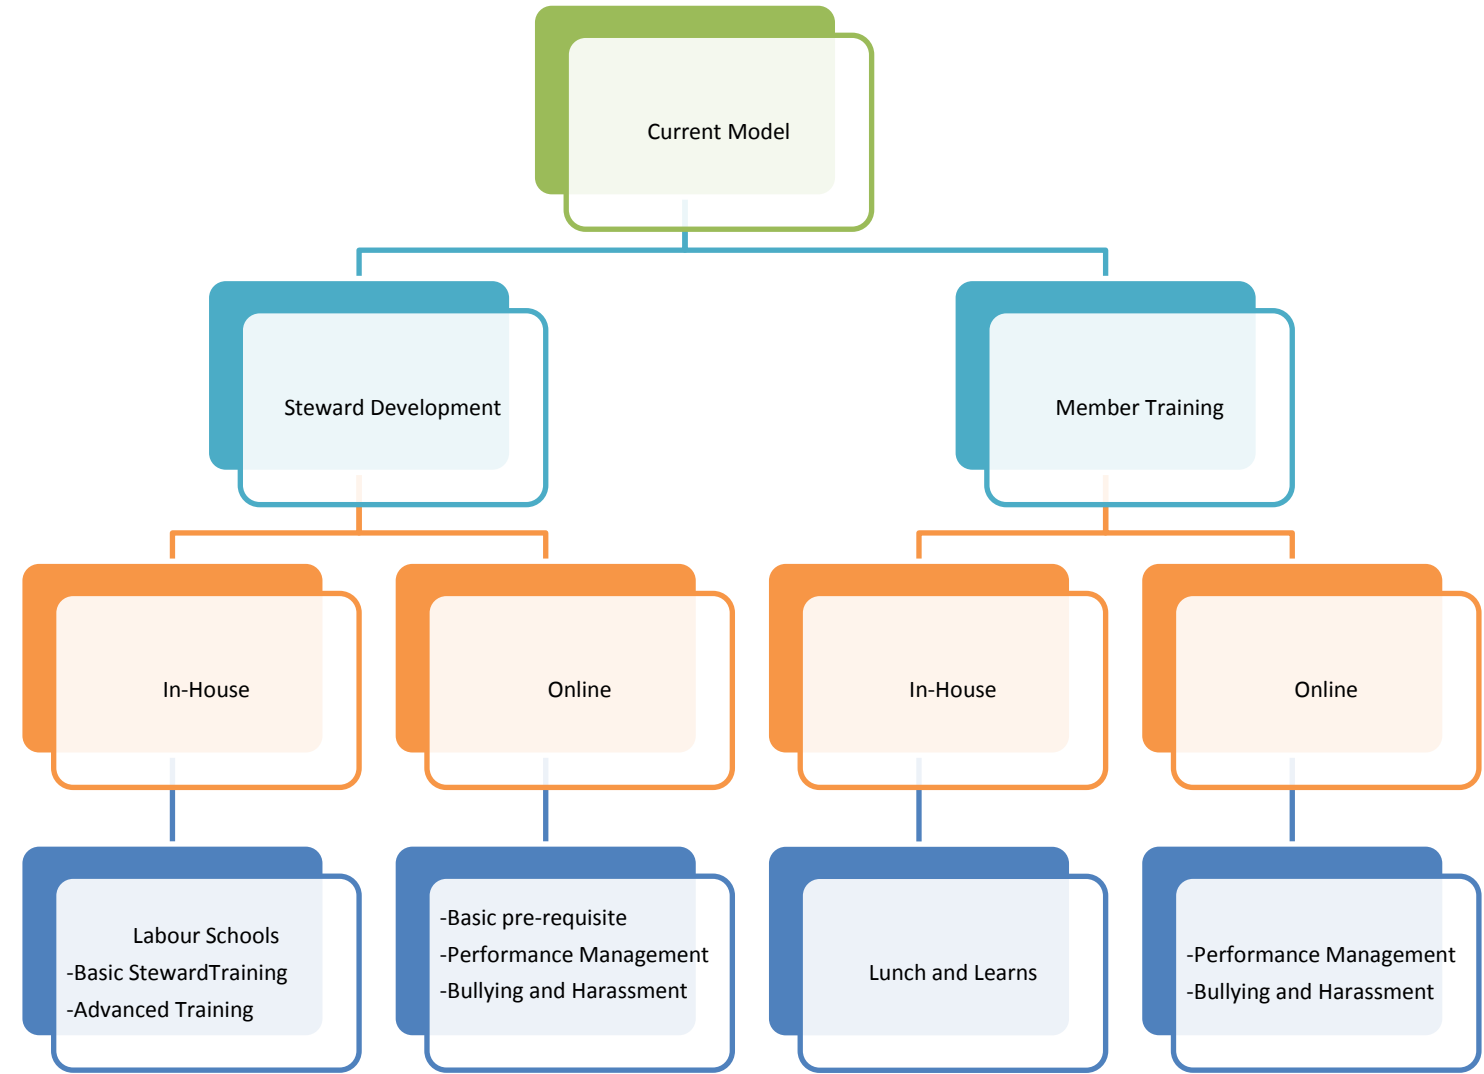 Current Model
Steward Development
Member Training
In-House
Online
In-House
Online
Labour Schools
-Basic StewardTraining
-Advanced Training
-Basic pre-requisite
-Performance Management
-Bullying and Harassment
Lunch and Learns
-Performance Management
-Bullying and Harassment